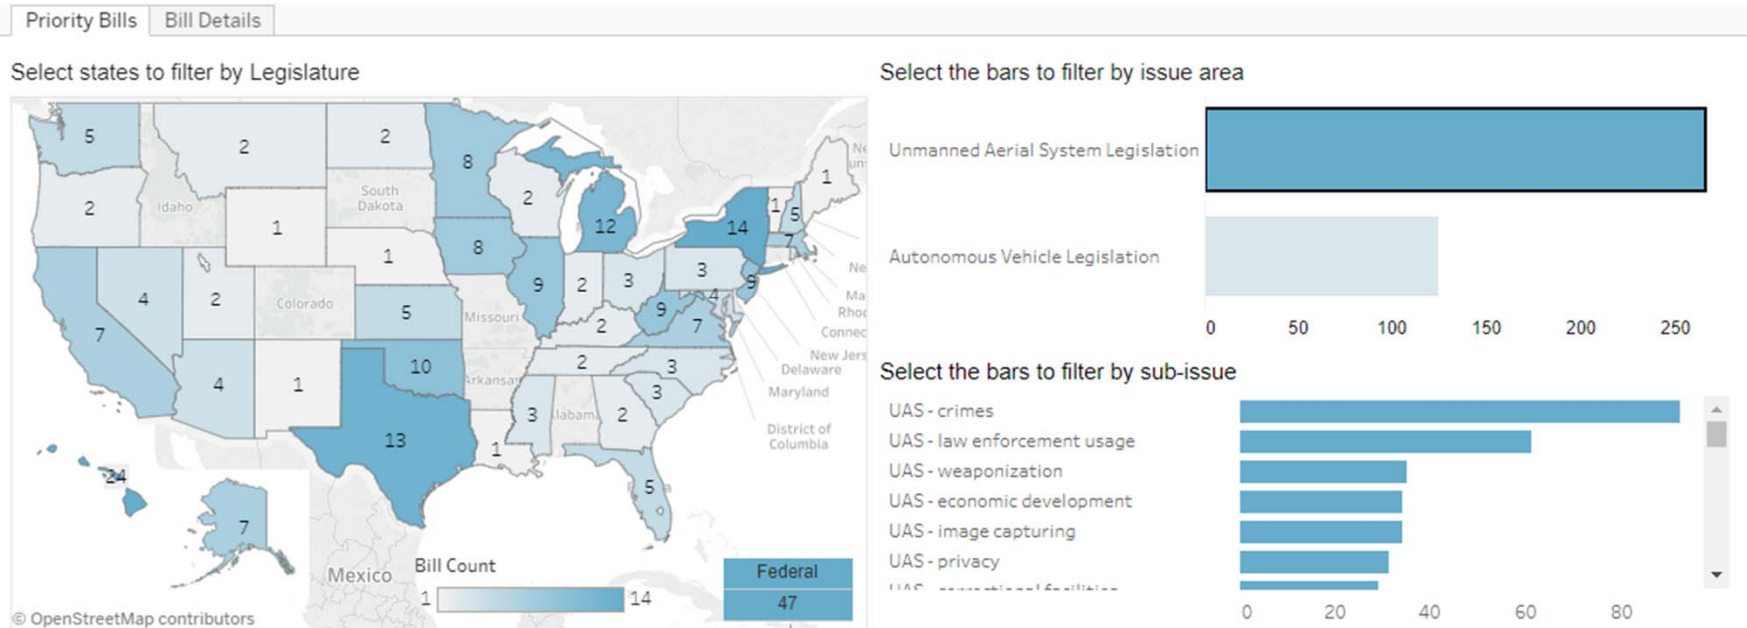 Priority Bills
Bill Details
Select states to filter by Legislature
5
2
2
8
2
1
2
Idaho
South
Dakota
1
12
14
1
5
7
1
8
9
2
3
3
9
4
2
Colorado
5
Missouri
4
9
7
7
2
4
1
10
Arkansas
2
3
3
13
1
3
2
5
24
7
Mexico
New Jers
Delaware
Maryland
District of
Columbia
Bill Count
1
14
Federal
47
© OpenStreetMap contributors
Select the bars to filter by issue area
Unmanned Aerial System Legislation
Autonomous Vehicle Legislation
0 50 100 150 200 250
Select the bars to filter by sub-issue
UAS - crimes
UAS - law enforcement usage
UAS - weaponization
UAS - economic development
UAS - image capturing
UAS - privacy
0 20 40 60 80